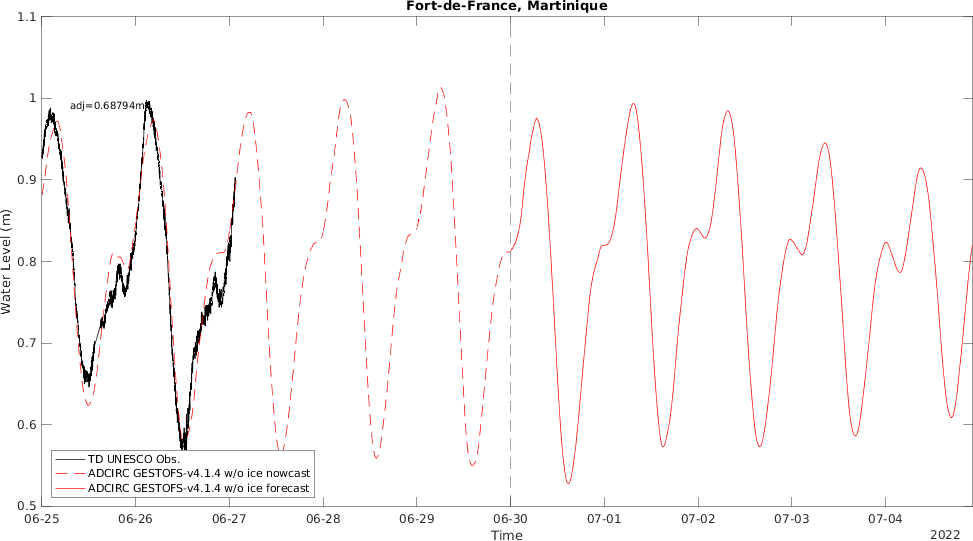 Fort-de-France, Martinique
1.1
1
0.9
0.8
0.7
0.6
0.5
Water Level (m)
adj=0.68794m
TD UNESCO Obs.
ADCIRC GESTOFS-v4.1.4 w/o ice nowcast
ADCIRC GESTOFS-v4.1.4 w/o ice forecast
06-25 06-26 06-27 06-28 06-29 06-30 07-01 07-02 07-03 07-04
Time
2022